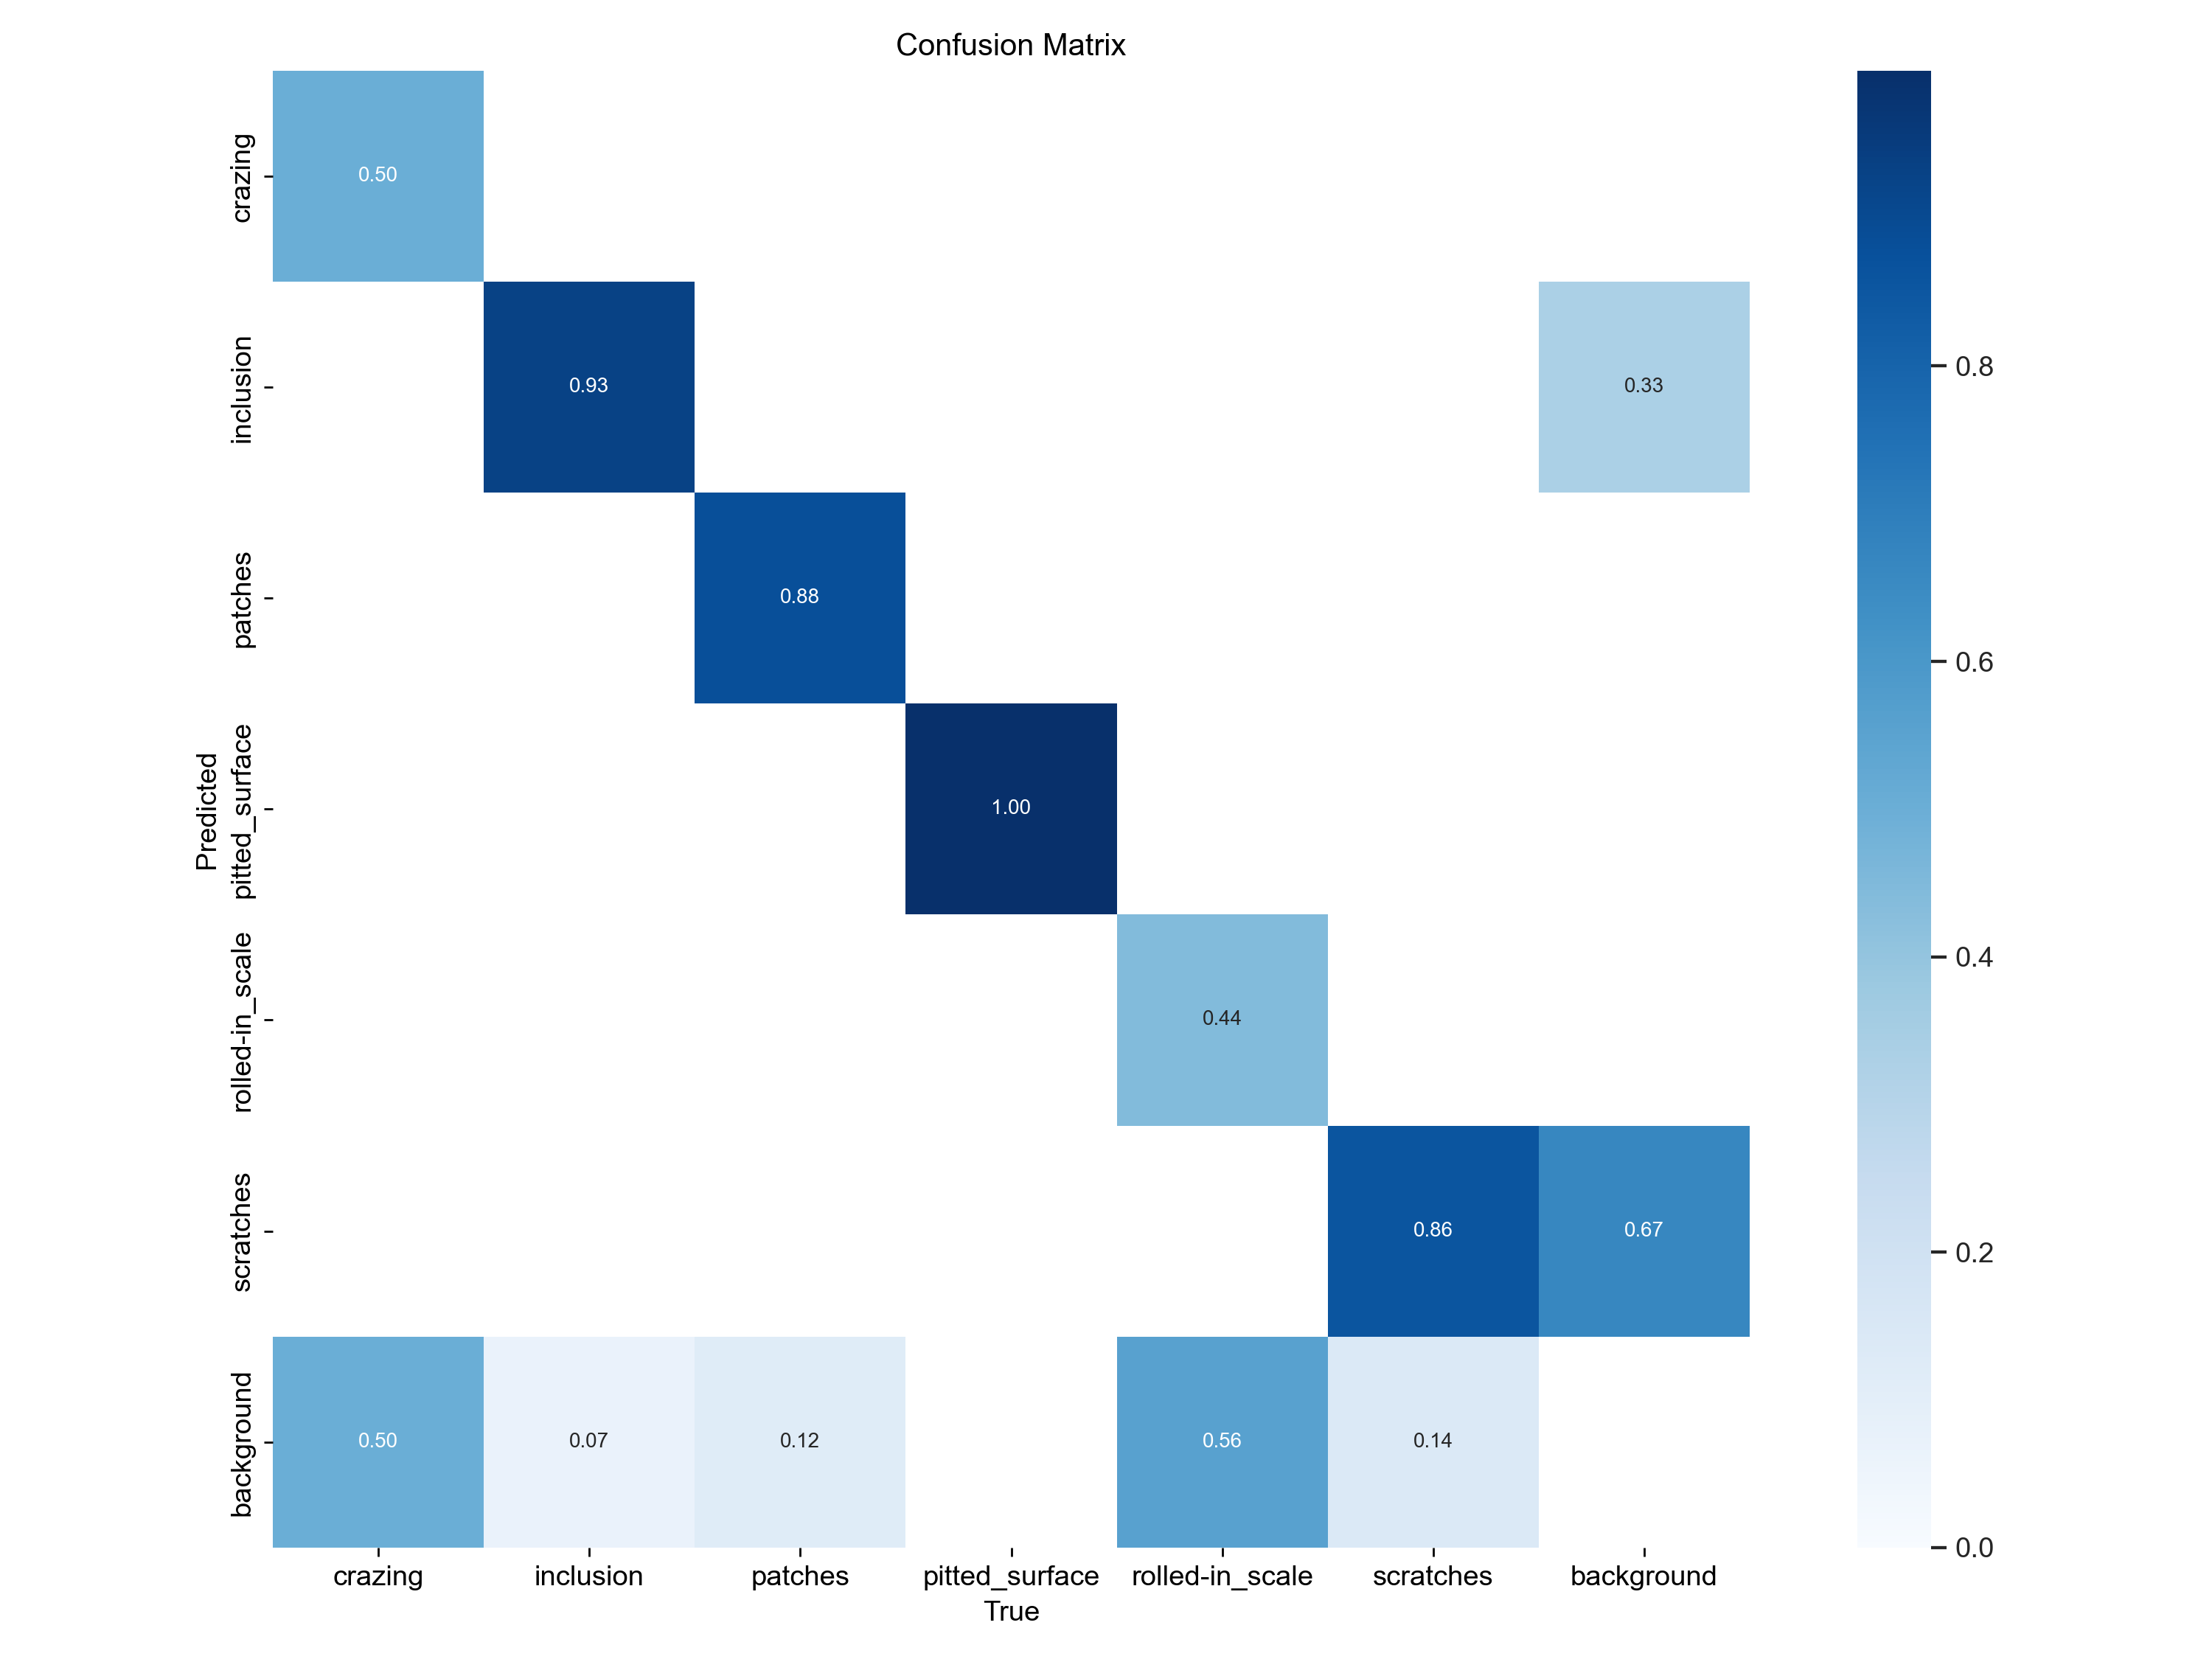 Confusion Matrix
Predicted
crazing
0.50
inclusion
0.93
0.33
patches
0.88
pitted_surface
1.00
rolled-in_scale
0.44
scratches
0.86
0.67
background
0.50
0.07
0.12
0.56
0.14
crazing
inclusion
patches
pitted_surface
rolled-in_scale
scratches
background
True
0.8
0.6
0.4
0.2
0.0